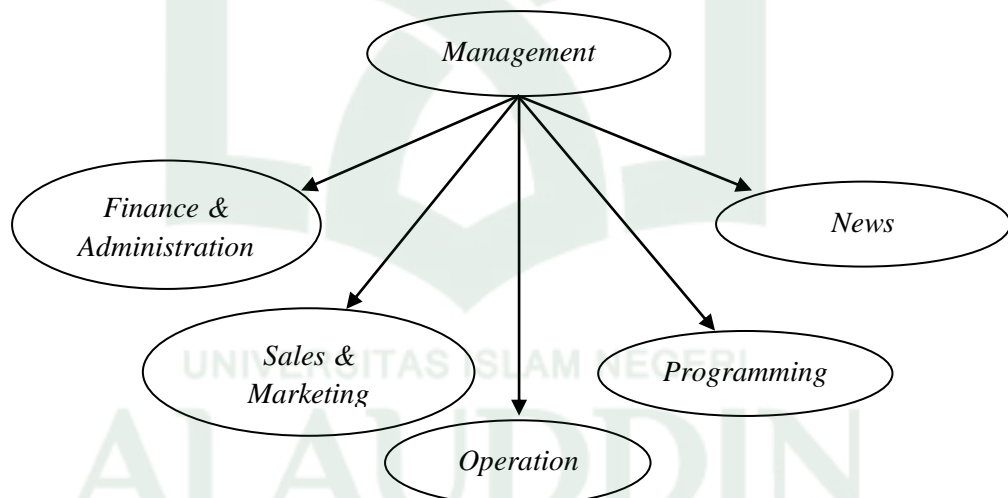 Management
Finance &
Administration
News
Sales &
Marketing
Programming
Operation
UNIVERSITAS ISLAM NEGERI
ALAUDDIN